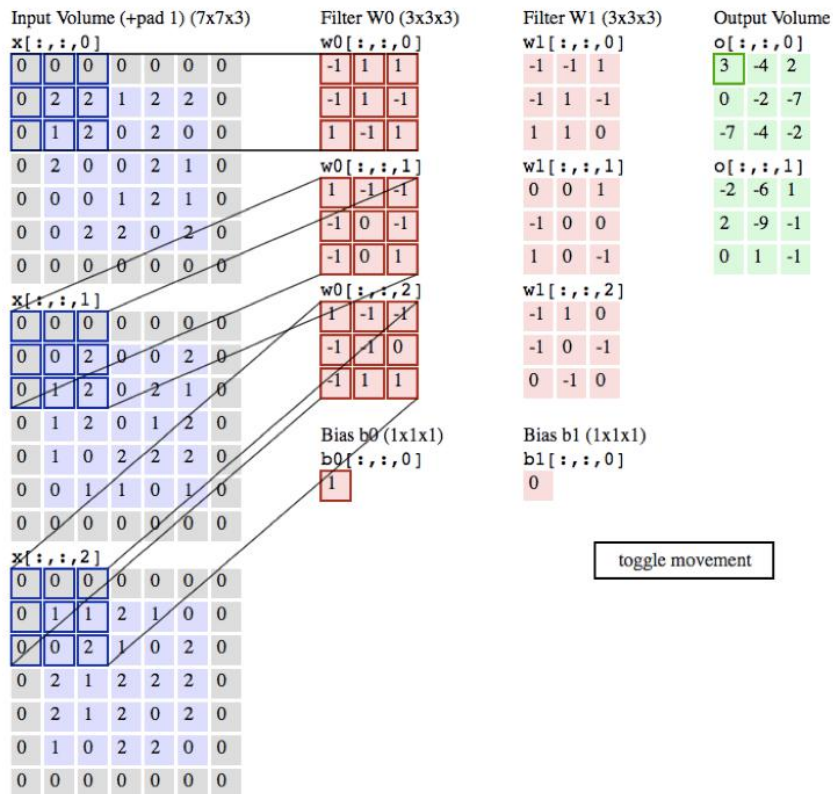 Input Volume (+pad 1) (7x7x3)
x[:,:,0]
0 0 0 0 0 0 0
0 2 2 1 2 2 0
0 1 2 0 2 0 0
0 2 0 0 2 1 0
0 0 0 1 2 1 0
0 0 2 2 0 2 0
0 0 0 0 0 0 0
x[:,:,1]
0 0 0 0 0 0 0
0 0 2 0 0 2 0
0 1 2 0 2 1 0
0 1 2 0 1 2 0
0 1 0 2 2 2 0
0 0 1 1 0 1 0
0 0 0 0 0 0 0
x[:,:,2]
0 0 0 0 0 0 0
0 1 1 2 1 0 0
0 0 2 1 0 2 0
0 2 1 2 2 2 0
0 2 1 2 0 2 0
0 1 0 2 2 0 0
0 0 0 0 0 0 0
Filter W0 (3x3x3)
w0[:,:,0]
-1 1 1
-1 1 -1
1 -1 1
w0[:,:,1]
1 -1 -1
-1 0 -1
-1 0 1
w0[:,:,2]
1 -1 -1
-1 -1 0
-1 1 1
Bias b0 (1x1x1)
b0[:,:,0]
1
Filter W1 (3x3x3)
w1[:,:,0]
-1 -1 1
-1 1 -1
1 1 0
w1[:,:,1]
0 0 1
-1 0 0
1 0 -1
w1[:,:,2]
-1 1 0
-1 0 -1
0 -1 0
Bias b1 (1x1x1)
b1[:,:,0]
0
Output Volume
o[:,:,0]
3 -4 2
0 -2 -7
-7 -4 -2
o[:,:,1]
-2 -6 1
2 -9 -1
0 1 -1
toggle movement